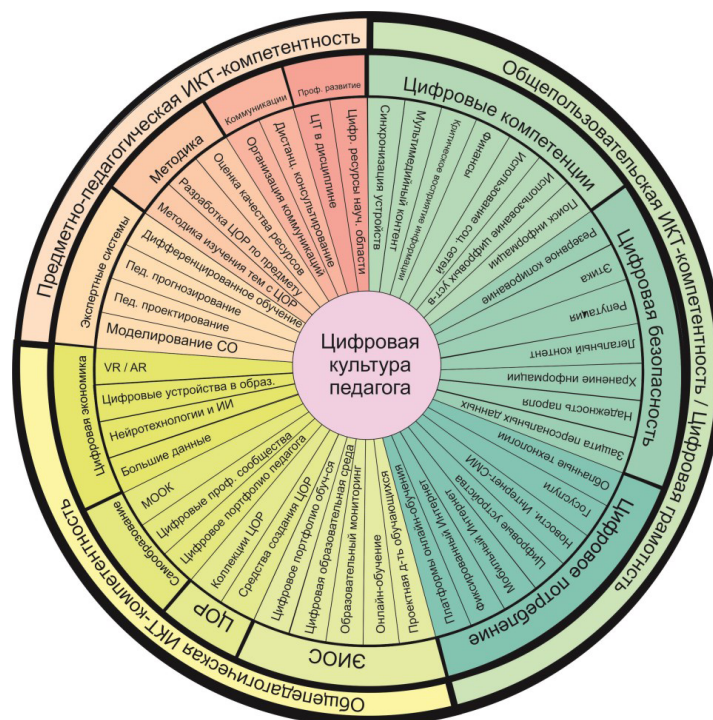 Цифровая
культура
педагога
Общепользовательская ИКТ-компетентность / Цифровая грамотность
Цифровые компетенции
Синхронизация устройств
Мультимедийный контент
Критическое восприятие информации
Финансы
Использование соц. сетей
Использование цифровых уст-в
Поиск информации
Цифровая безопасность
Резервное копирование
Этика
Репутация
Легальный контент
Хранение информации
Надежность пароля
Защита персональных данных
Цифровое потребление
Облачные технологии
Госуслуги
Новости, Интернет-СМИ
Цифровые устройства
Мобильный Интернет
Фиксированный Интернет
Платформы онлайн-обучения
Общепедагогическая ИКТ-компетентность
ЭИОС
Проектная д-ть обучающихся
Онлайн-обучение
Образовательный мониторинг
Цифровая образовательная среда
Цифровое портфолио обуч-ся
ЦОР
Средства создания ЦОР
Коллекции ЦОР
Самообразование
Цифровое портфолио педагога
Цифровые проф. сообщества
МООК
Цифровая экономика
Большие данные
Нейротехнологии и ИИ
Цифровые устройства в образ.
VR / AR
Предметно-педагогическая ИКТ-компетентность
Экспертные системы
Моделирование СО
Пед. проектирование
Пед. прогнозирование
Дифференцированное обучение
Методика
Методика изучения тем с ЦОР
Разработка ЦОР по предмету
Оценка качества ресурсов
Коммуникации
Организация коммуникаций
Дистанц. консультирование
Проф. развитие
ЦТ в дисциплине
Цифр. ресурсы науч. области